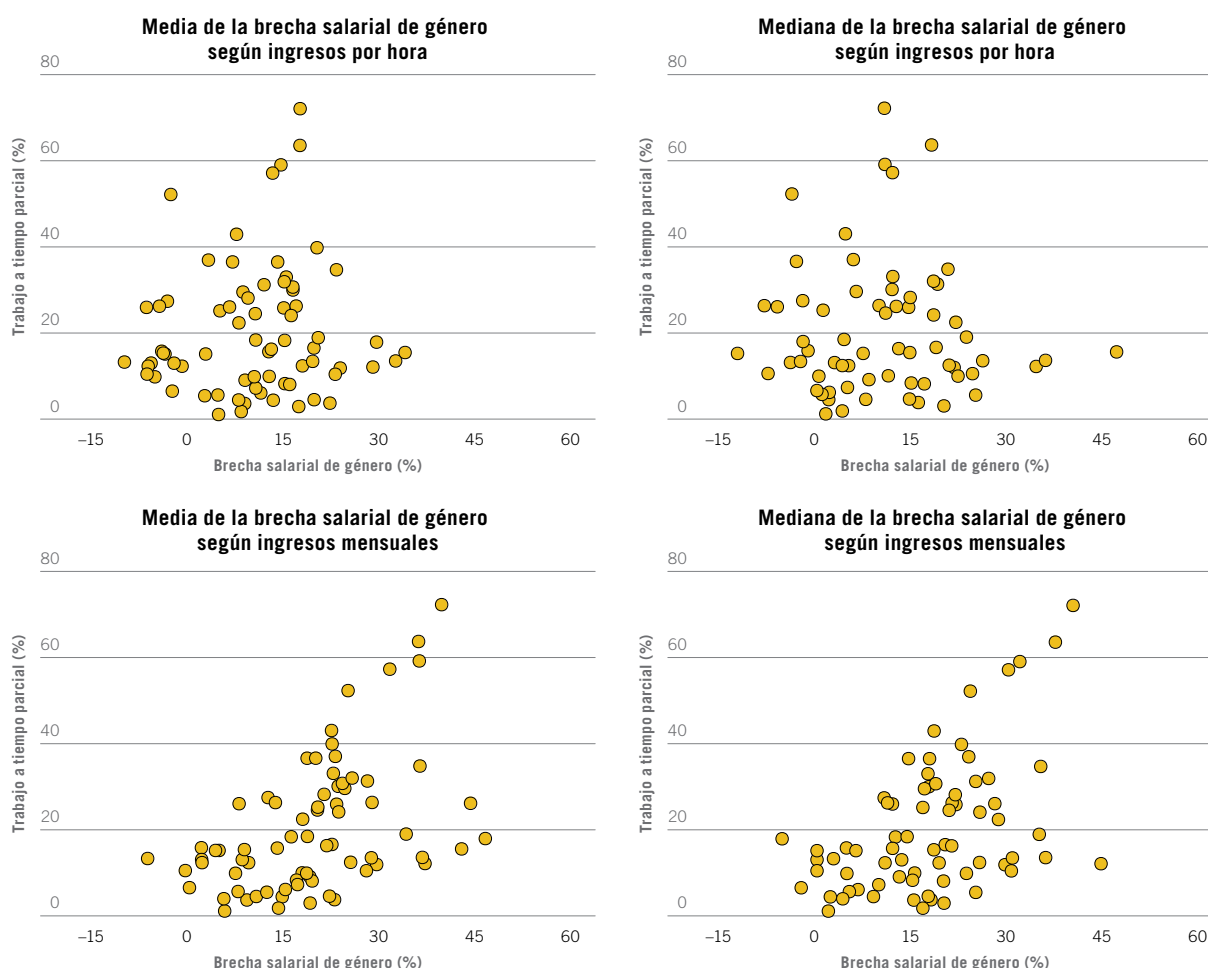 Media de la brecha salarial de género
según ingresos por hora
80
60
40
20
0
Trabajo a tiempo parcial (%)
–15 0 15 30 45 60
Brecha salarial de género (%)
Mediana de la brecha salarial de género
según ingresos por hora
80
60
40
20
0
Trabajo a tiempo parcial (%)
–15 0 15 30 45 60
Brecha salarial de género (%)
Media de la brecha salarial de género
según ingresos mensuales
80
60
40
20
0
Trabajo a tiempo parcial (%)
–15 0 15 30 45 60
Brecha salarial de género (%)
Mediana de la brecha salarial de género
según ingresos mensuales
80
60
40
20
0
Trabajo a tiempo parcial (%)
–15 0 15 30 45 60
Brecha salarial de género (%)